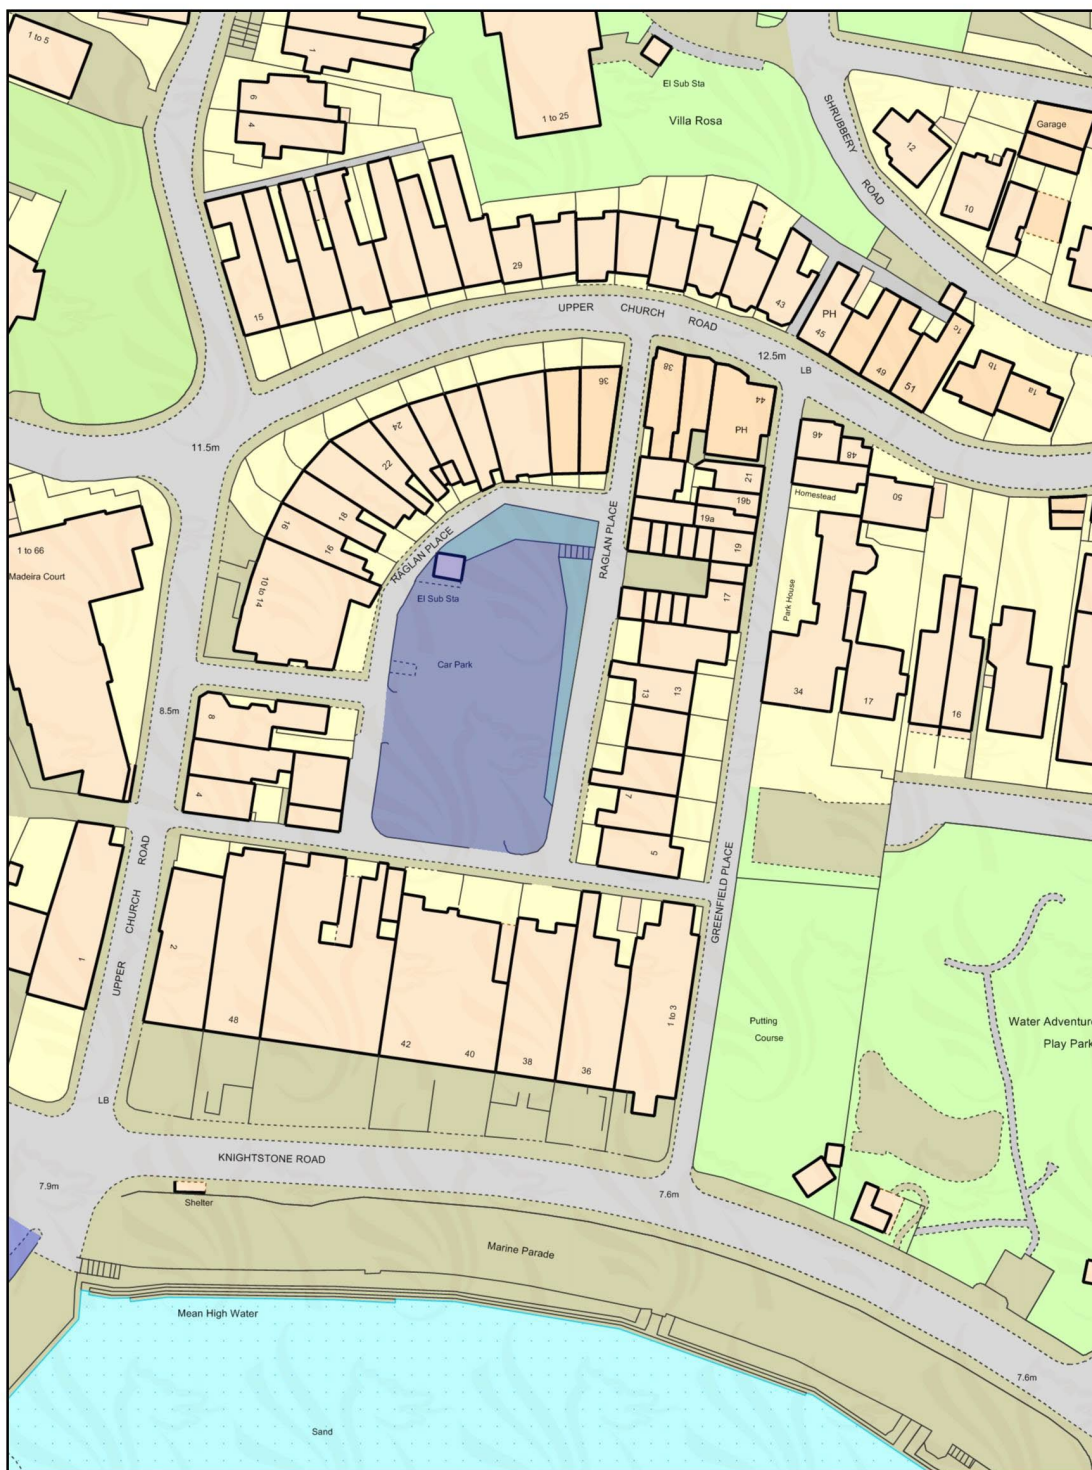 1 to 5
1
El Sub Sta
6
4
1 to 25
Villa Rosa
SHRUBBERY
ROAD
12
Garage
10
29
15
43
PH
45
49
51
1c
1b
1a
UPPER CHURCH ROAD
12.5m
LB
36
38
44
PH
24
22
11.5m
46
48
21
19b
19a
19
Homestead
50
18
16
16
10 to 14
RAGLAN PLACE
RAGLAN PLACE
El Sub Sta
1 to 66
Madeira Court
17
Park House
Car Park
13
13
34
17
16
8.5m
8
4
7
5
UPPER CHURCH ROAD
GREENFIELD PLACE
1
2
48
42
40
38
36
1 to 3
Putting
Course
Water Adventur
Play Park
LB
KNIGHTSTONE ROAD
7.9m
Shelter
7.6m
Marine Parade
Mean High Water
7.6m
Sand